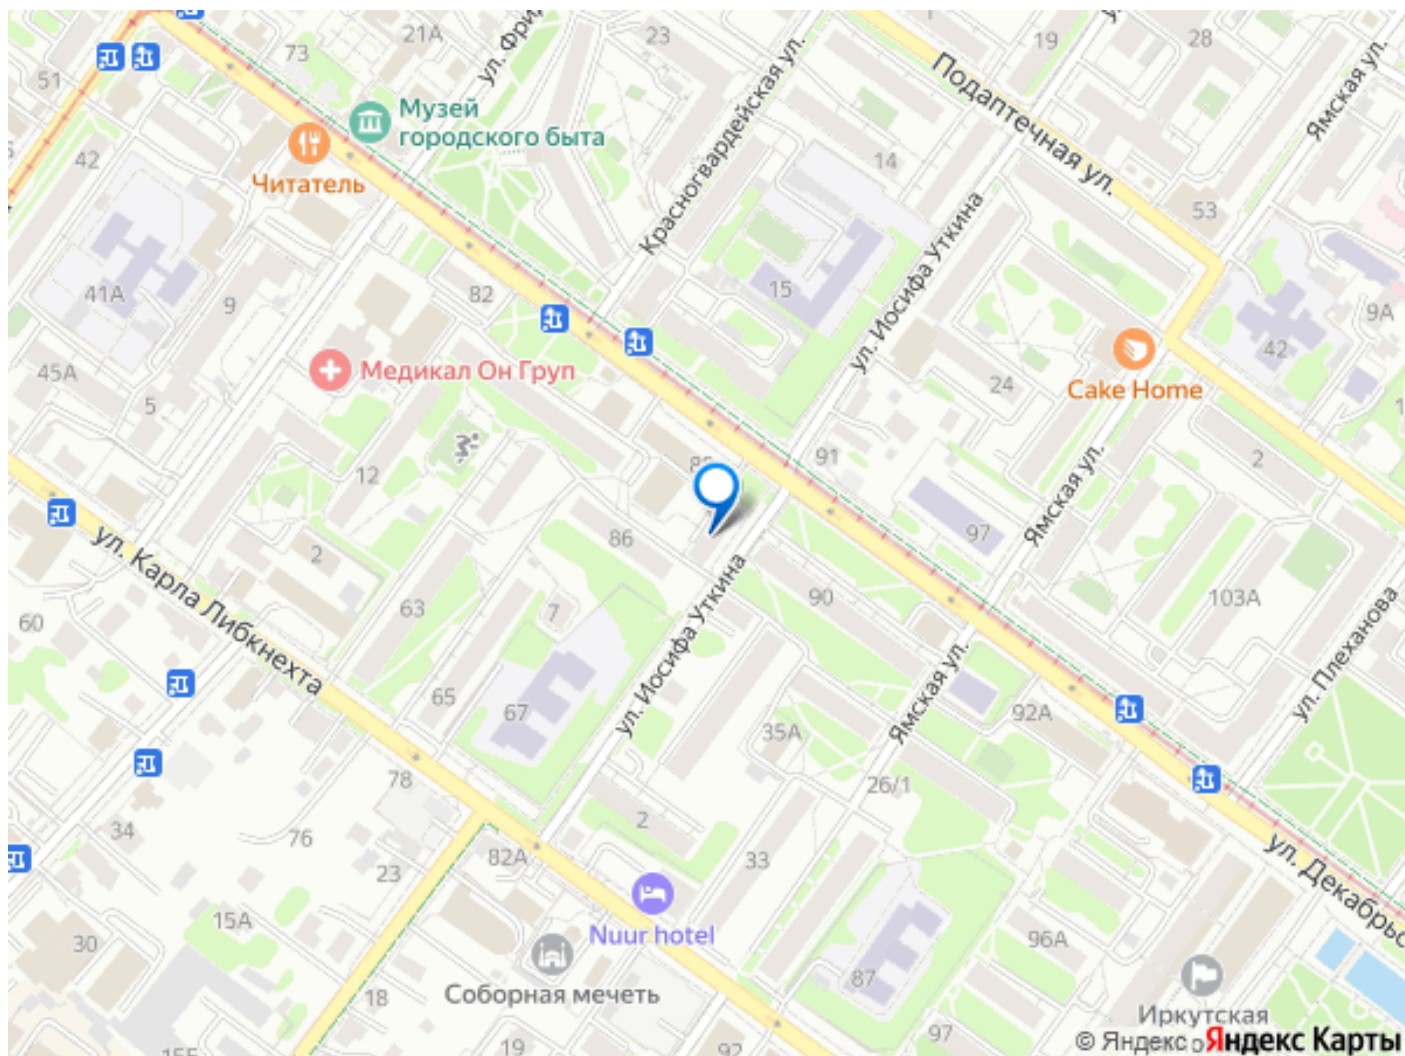 21А
ул. Фри
23
19
28
73
51
Подаптечная ул.
Ямская ул.
Красногвардейская ул.
Музей
городского быта
Читатель
42
14
53
ул. Иосифа Уткина
41А
9
82
15
9А
42
45А
5
Медикал Он Груп
24
Cake Home
12
91
2
97
Ямская ул.
ул. Карла Либкнехта
2
86
63
7
90
103А
60
ул. Иосифа Уткина
Ямская ул.
ул. Плеханова
65
67
92А
35А
78
26/1
34
76
2
82А
33
23
ул. Декабрьс
15А
30
Nuur hotel
96А
87
Соборная мечеть
18
Иркутская
19
92
97
© Яндекс
Яндекс Карты